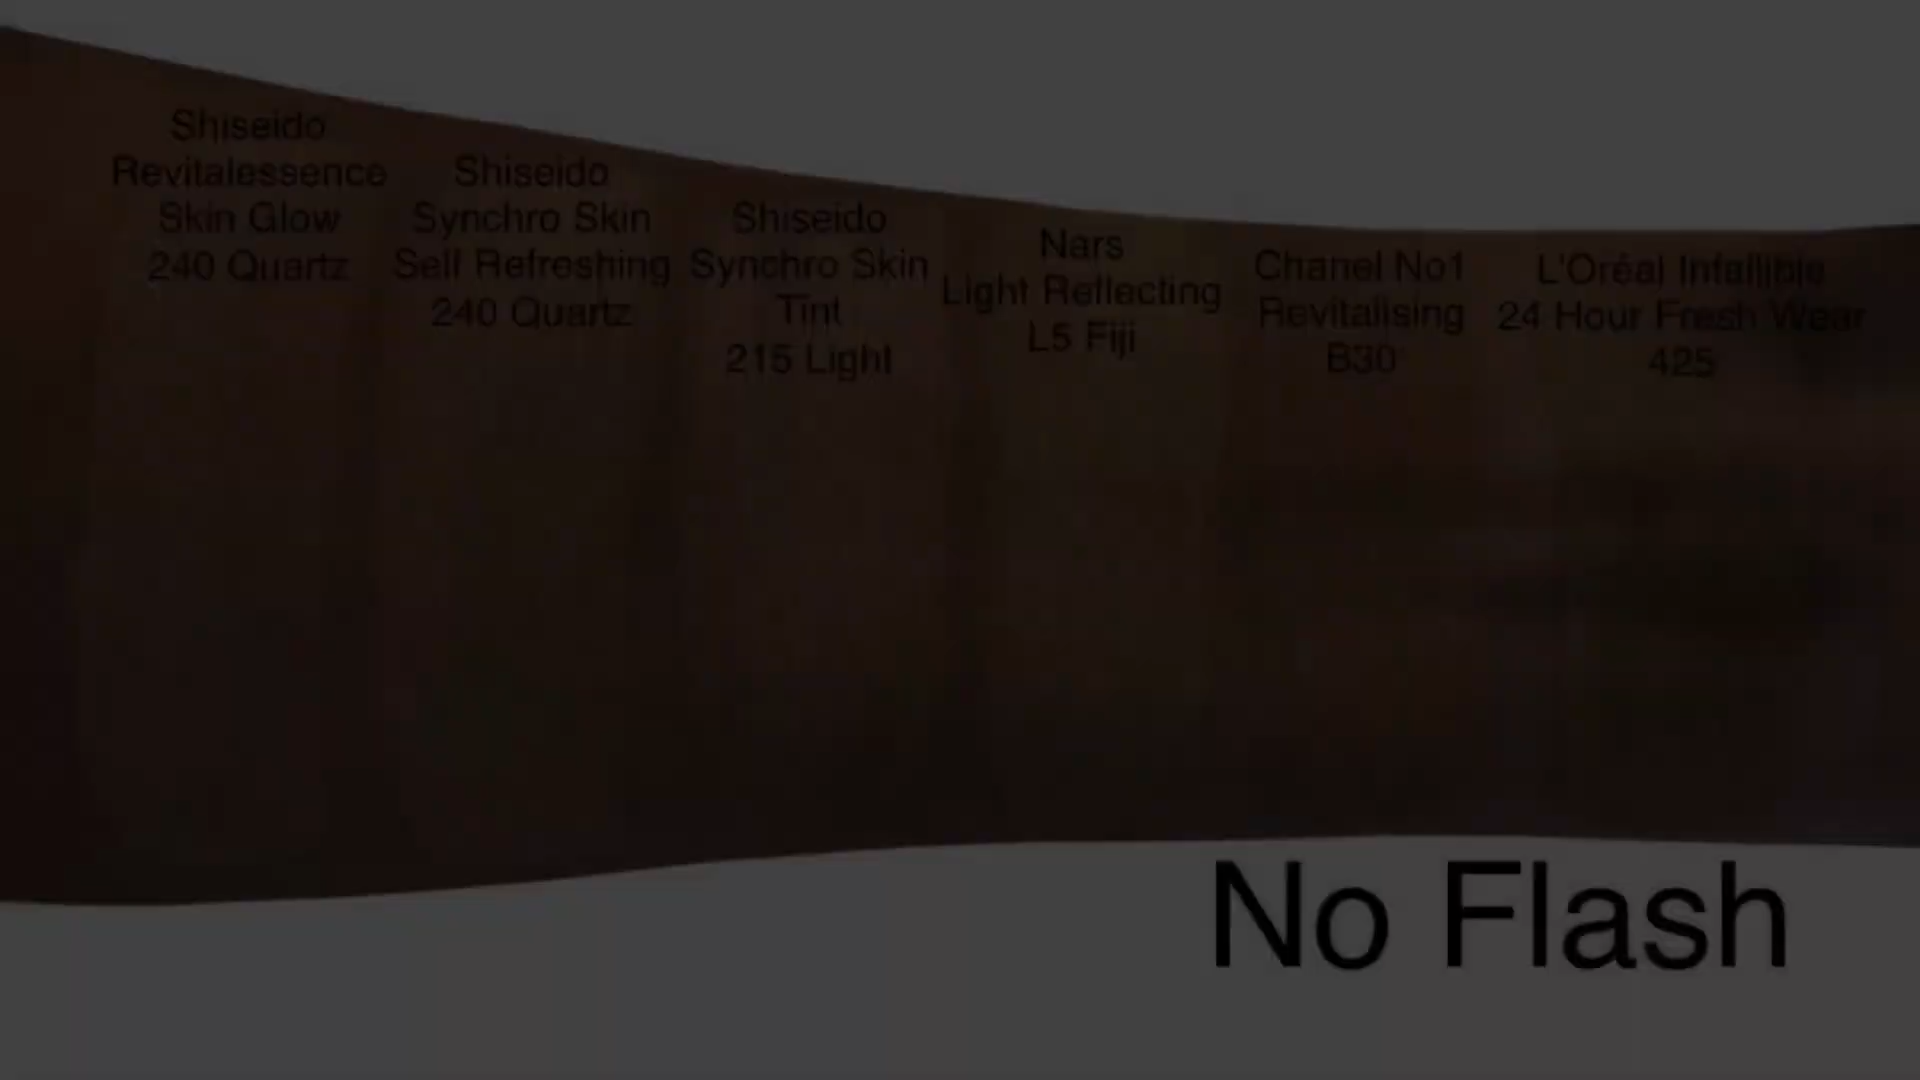 Shiseido
Revitalessence
Skin Glow
240 Quartz
Shiseido
Synchro Skin
Self Refreshing
240 Quartz
Shiseido
Synchro Skin
Tint
215 Light
Nars
Light Reflecting
L5 Fiji
Chanel No1
Revitalising
B30
L'Oréal Infallible
24 Hour Fresh Wear
425
No Flash